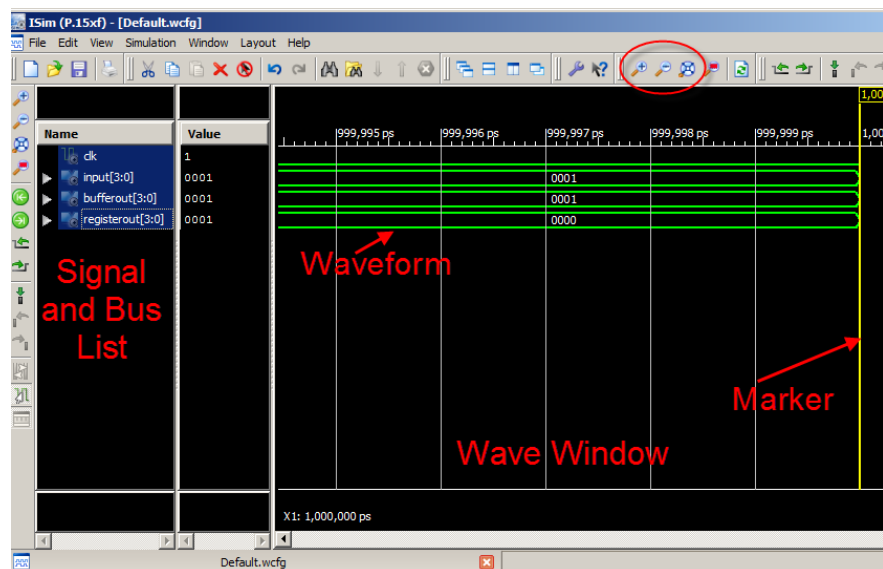 ISim (P.15xf) - [Default.wcfg]
File Edit View Simulation Window Layout Help
1,00
Name
Value
999,995 ps
999,996 ps
999,997 ps
999,998 ps
999,999 ps
1,00
clk
1
input[3:0]
0001
0001
bufferout[3:0]
0001
0001
registerout[3:0]
0001
0000
Waveform
Signal
and Bus
List
Marker
Wave Window
X1: 1,000,000 ps
Default.wcfg